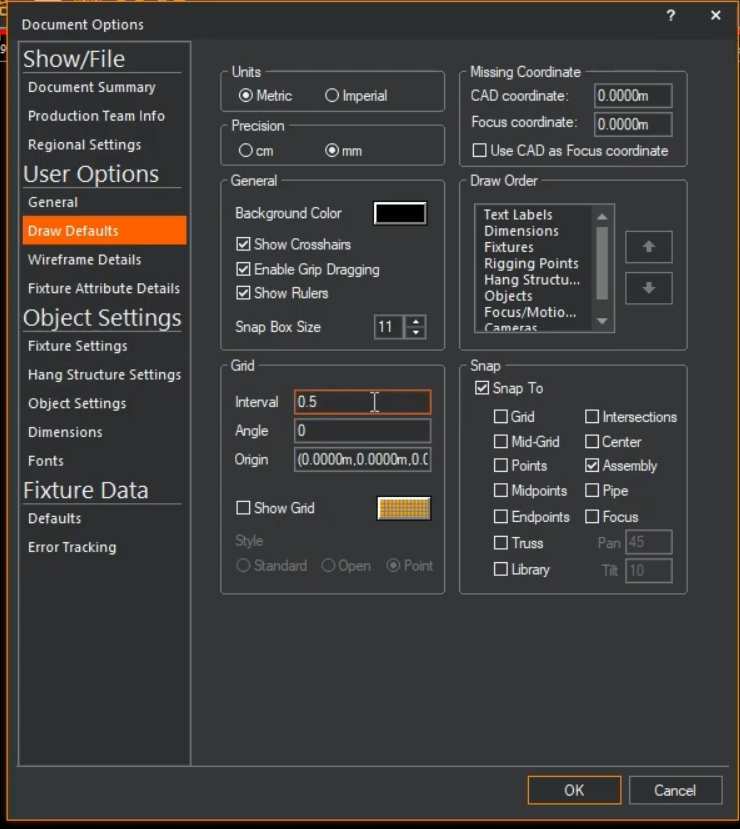 Document Options
?
×
Show/File
Document Summary
Production Team Info
Regional Settings
User Options
General
Draw Defaults
Wireframe Details
Fixture Attribute Details
Object Settings
Fixture Settings
Hang Structure Settings
Object Settings
Dimensions
Fonts
Fixture Data
Defaults
Error Tracking
Units
Metric
Imperial
Precision
cm
mm
General
Background Color
Show Crosshairs
Enable Grip Dragging
Show Rulers
Snap Box Size 11
Grid
Interval 0.5
Angle 0
Origin (0.0000m,0.0000m,0.0
Show Grid
Style
Standard
Open
Point
Missing Coordinate
CAD coordinate: 0.0000m
Focus coordinate: 0.0000m
Use CAD as Focus coordinate
Draw Order
Text Labels
Dimensions
Fixtures
Rigging Points
Hang Structu...
Objects
Focus/Motio...
Cameras
Snap
Snap To
Grid
Intersections
Mid-Grid
Center
Points
Assembly
Midpoints
Pipe
Endpoints
Focus
Truss
Pan 45
Library
Tilt 10
OK
Cancel